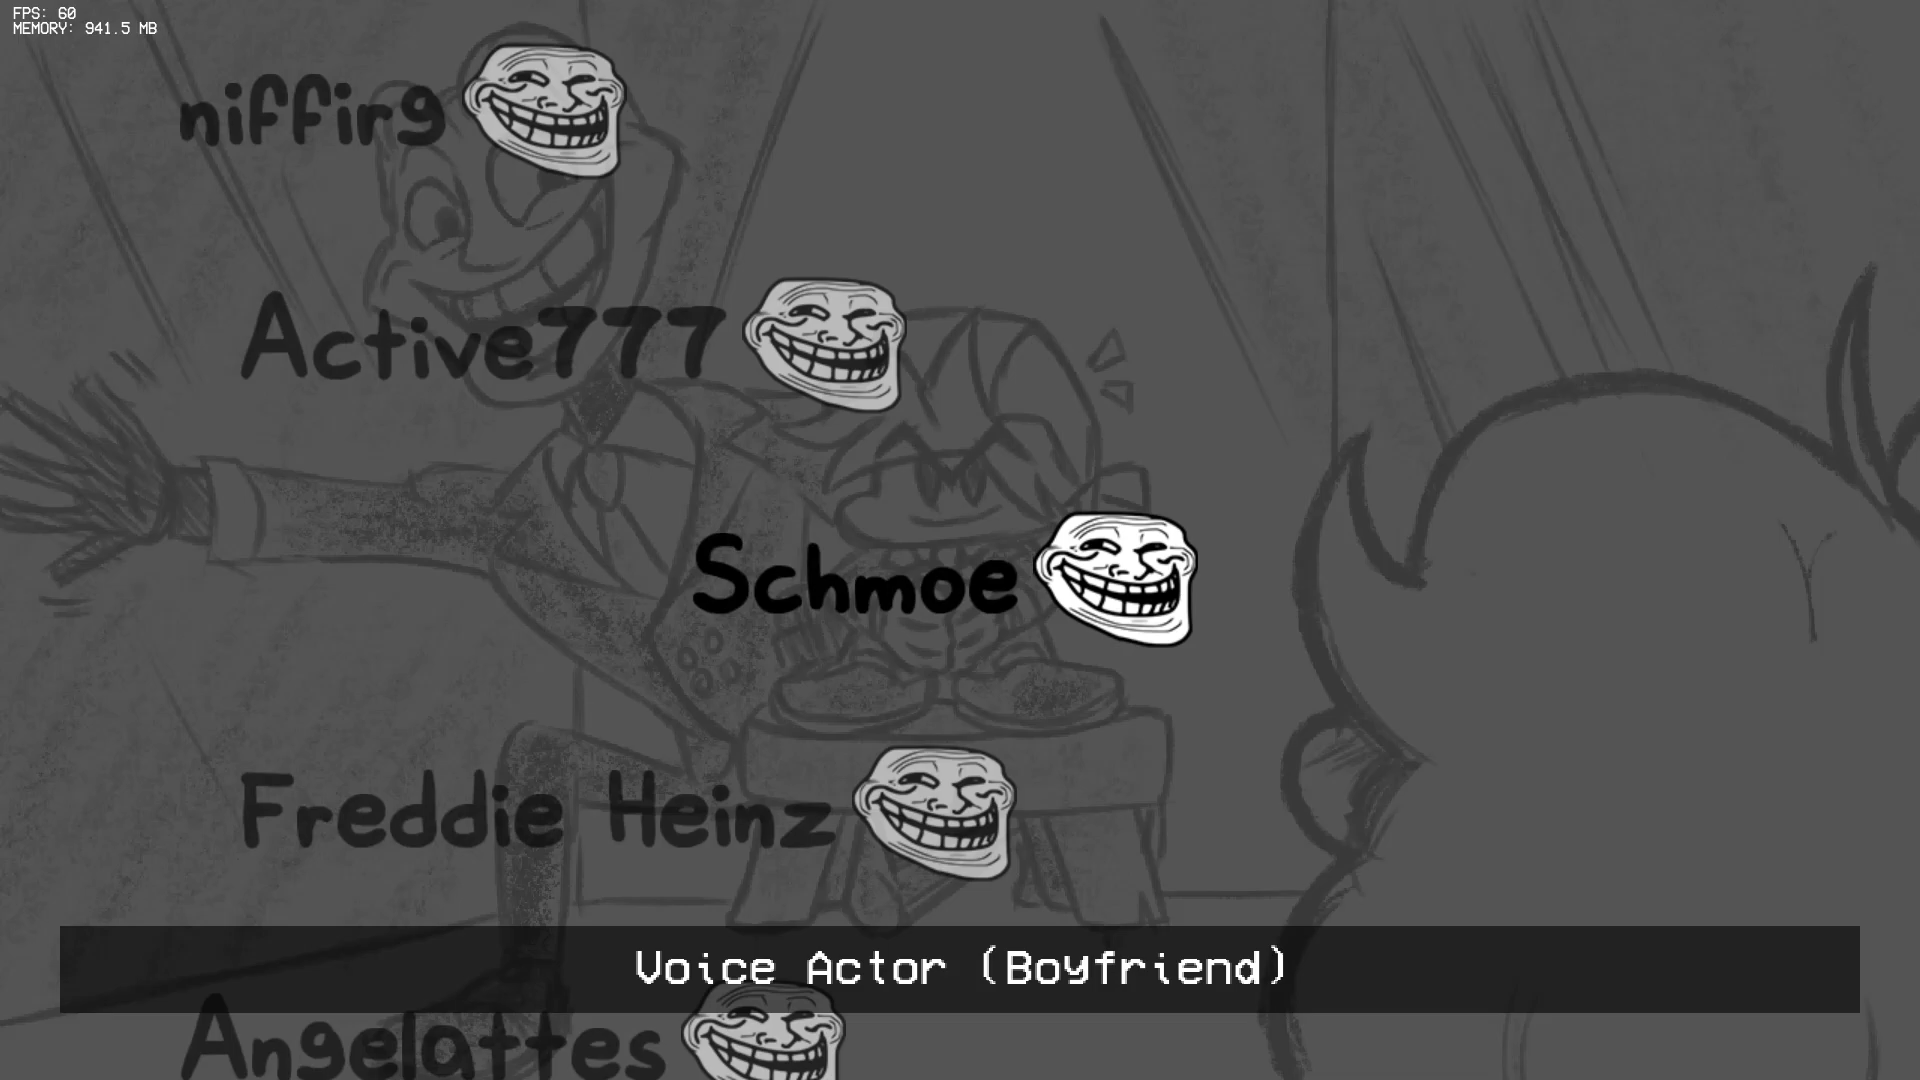 FPS: 60
MEMORY: 941.5 MB
niffirg
Active777
Schmoe
Freddie Heinz
Voice Actor (Boyfriend)
Angelattes